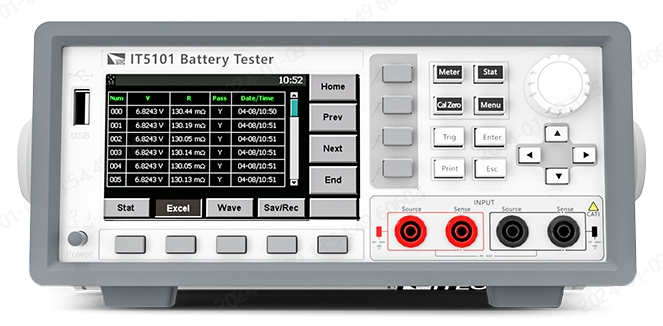 IT5101 Battery Tester
10:52
Num V R Pass Date/Time
000 6.8243 V 130.44 mΩ Y 04-08/10:50
001 6.8243 V 130.19 mΩ Y 04-08/10:51
002 6.8243 V 130.05 mΩ Y 04-08/10:51
003 6.8243 V 130.14 mΩ Y 04-08/10:51
004 6.8243 V 130.05 mΩ Y 04-08/10:51
005 6.8243 V 130.13 mΩ Y 04-08/10:51
Home
Prev
Next
End
Stat Excel Wave Sav/Rec
USB
Power
Meter Stat
Cal Zero Menu
Trig Enter
Print Esc
INPUT
Source Sense Source Sense
CATI